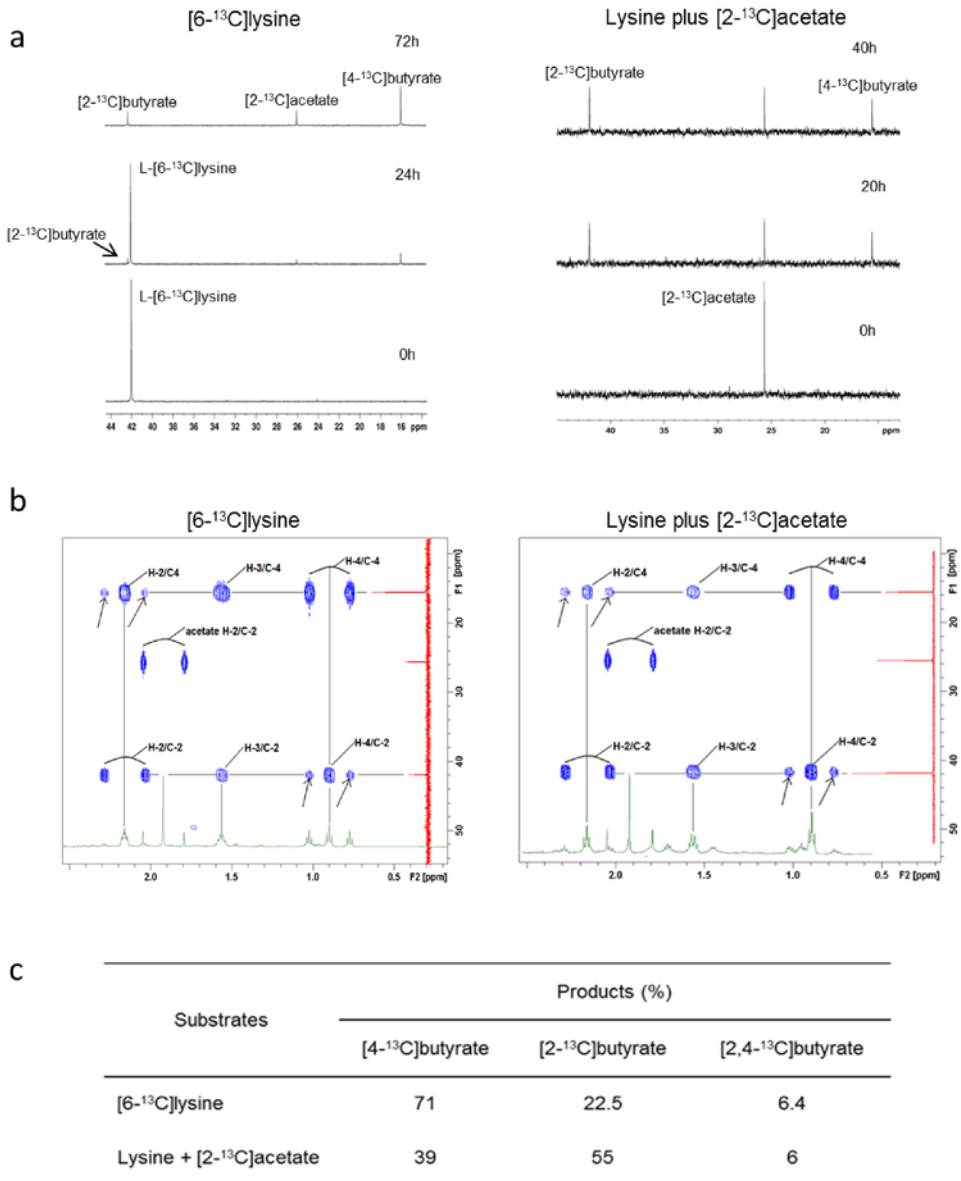 a
[6-¹³C]lysine
Lysine plus [2-¹³C]acetate
72h
[4-¹³C]butyrate
[2-¹³C]butyrate
[2-¹³C]acetate
40h
[2-¹³C]butyrate
[4-¹³C]butyrate
L-[6-¹³C]lysine
24h
[2-¹³C]butyrate
20h
L-[6-¹³C]lysine
0h
[2-¹³C]acetate
0h
44 42 40 38 36 34 32 30 28 26 24 22 20 18 16 ppm
40 35 30 25 20 ppm
b
[6-¹³C]lysine
Lysine plus [2-¹³C]acetate
H-2/C4
H-3/C-4
H-4/C-4
acetate H-2/C-2
H-2/C-2
H-3/C-2
H-4/C-2
F1 [ppm]
20
30
40
50
2.0 1.5 1.0 0.5 F2 [ppm]
H-2/C4
H-3/C-4
H-4/C-4
acetate H-2/C-2
H-2/C-2
H-3/C-2
H-4/C-2
F1 [ppm]
20
30
40
50
2.0 1.5 1.0 0.5 F2 [ppm]
c
Substrates
Products (%)
[4-¹³C]butyrate [2-¹³C]butyrate [2,4-¹³C]butyrate
[6-¹³C]lysine 71 22.5 6.4
Lysine + [2-¹³C]acetate 39 55 6